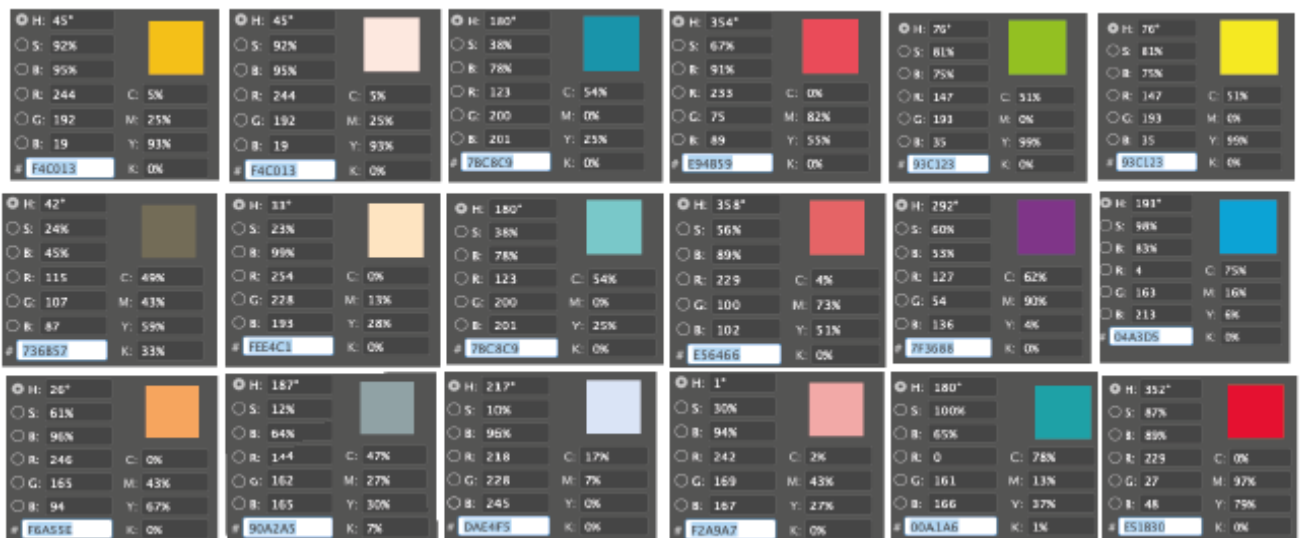 H: 45°
S: 92%
B: 95%
R: 244 C: 5%
G: 192 M: 25%
B: 19 Y: 93%
# F4C013 K: 0%
H: 45°
S: 92%
B: 95%
R: 244 C: 5%
G: 192 M: 25%
B: 19 Y: 93%
# F4C013 K: 0%
H: 180°
S: 38%
B: 78%
R: 123 C: 54%
G: 200 M: 0%
B: 201 Y: 25%
# 7BC8C9 K: 0%
H: 354°
S: 67%
B: 91%
R: 233 C: 0%
G: 75 M: 82%
B: 89 Y: 55%
# E94B59 K: 0%
H: 76°
S: 81%
B: 75%
R: 147 C: 51%
G: 193 M: 0%
B: 35 Y: 99%
# 93C123 K: 0%
H: 76°
S: 81%
B: 75%
R: 147 C: 51%
G: 193 M: 0%
B: 35 Y: 99%
# 93C123 K: 0%
H: 42°
S: 24%
B: 45%
R: 115 C: 49%
G: 107 M: 43%
B: 87 Y: 59%
# 736B57 K: 33%
H: 33°
S: 23%
B: 99%
R: 254 C: 0%
G: 228 M: 13%
B: 193 Y: 28%
# FEE4C1 K: 0%
H: 180°
S: 38%
B: 78%
R: 123 C: 54%
G: 200 M: 0%
B: 201 Y: 25%
# 7BC8C9 K: 0%
H: 358°
S: 56%
B: 89%
R: 229 C: 4%
G: 100 M: 73%
B: 102 Y: 51%
# E56466 K: 0%
H: 292°
S: 60%
B: 53%
R: 127 C: 62%
G: 54 M: 90%
B: 136 Y: 4%
# 7F3688 K: 0%
H: 191°
S: 98%
B: 83%
R: 4 C: 75%
G: 163 M: 16%
B: 213 Y: 6%
# 04A3D5 K: 0%
H: 26°
S: 61%
B: 96%
R: 246 C: 0%
G: 165 M: 43%
B: 94 Y: 67%
# F6A55E K: 0%
H: 187°
S: 12%
B: 64%
R: 144 C: 47%
G: 162 M: 27%
B: 165 Y: 30%
# 90A2A5 K: 7%
H: 217°
S: 10%
B: 96%
R: 218 C: 17%
G: 228 M: 7%
B: 245 Y: 0%
# DAE4F5 K: 0%
H: 1°
S: 30%
B: 94%
R: 242 C: 2%
G: 169 M: 43%
B: 167 Y: 27%
# F2A9A7 K: 0%
H: 180°
S: 100%
B: 65%
R: 0 C: 78%
G: 161 M: 13%
B: 166 Y: 37%
# 00A1A6 K: 1%
H: 352°
S: 87%
B: 89%
R: 229 C: 0%
G: 27 M: 97%
B: 48 Y: 79%
# E51B30 K: 0%